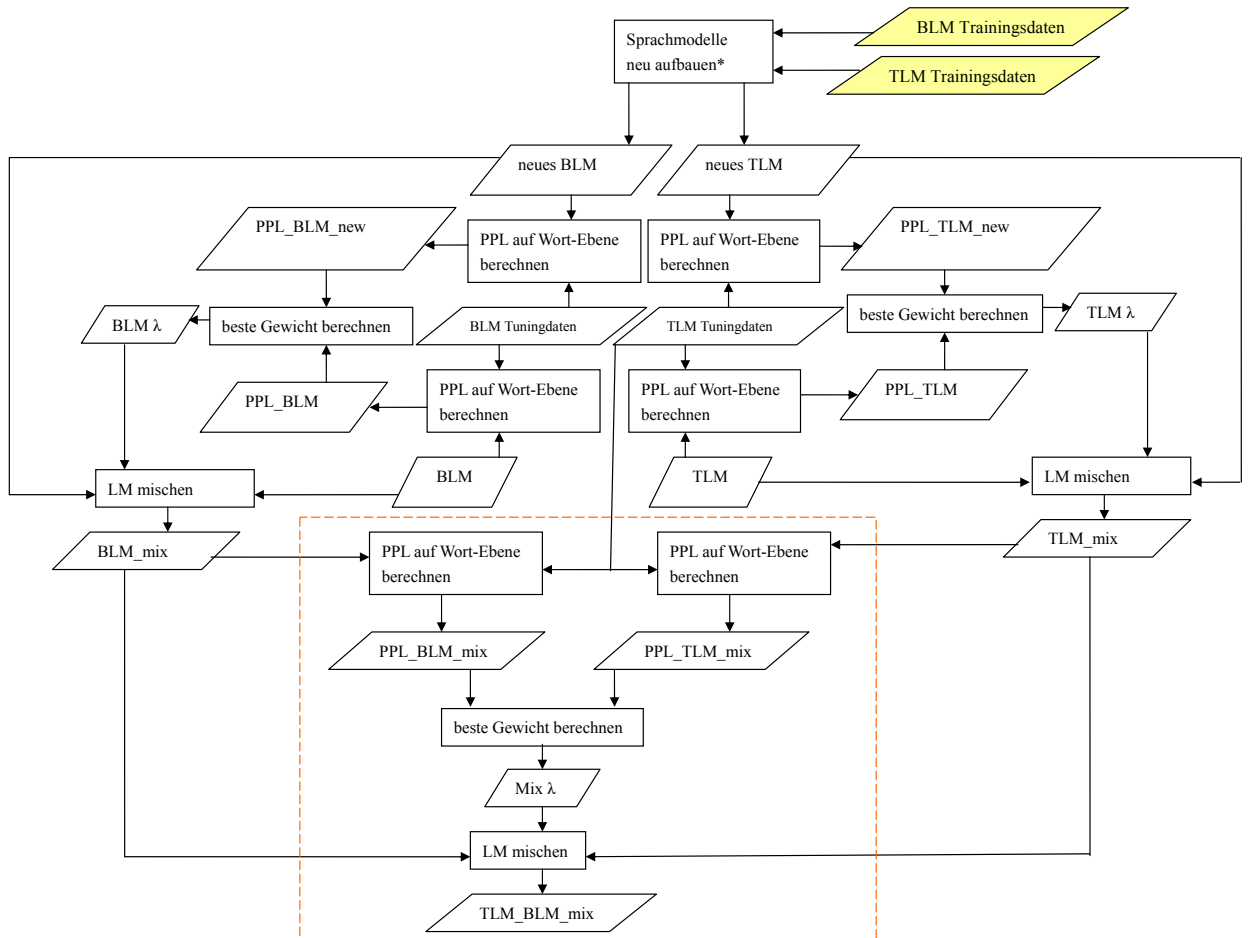 BLM Trainingsdaten
Sprachmodelle
neu aufbauen*
TLM Trainingsdaten
neues BLM
neues TLM
PPL_BLM_new
PPL auf Wort-Ebene
berechnen
PPL auf Wort-Ebene
berechnen
PPL_TLM_new
BLM λ
beste Gewicht berechnen
BLM Tuningdaten
TLM Tuningdaten
beste Gewicht berechnen
TLM λ
PPL_BLM
PPL auf Wort-Ebene
berechnen
PPL auf Wort-Ebene
berechnen
PPL_TLM
LM mischen
BLM
TLM
LM mischen
BLM_mix
PPL auf Wort-Ebene
berechnen
PPL auf Wort-Ebene
berechnen
TLM_mix
PPL_BLM_mix
PPL_TLM_mix
beste Gewicht berechnen
Mix λ
LM mischen
TLM_BLM_mix